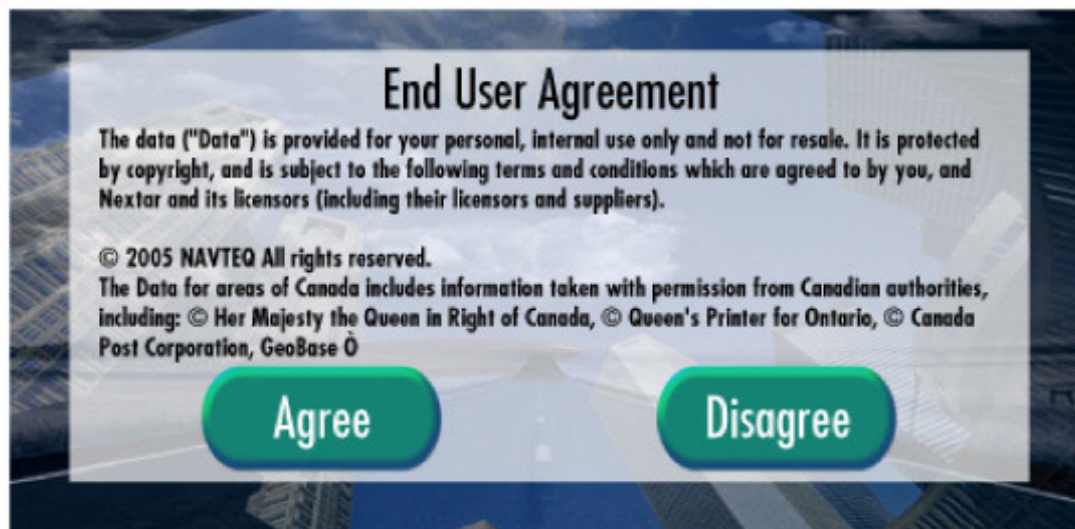 End User Agreement
The data ("Data") is provided for your personal, internal use only and not for resale. It is protected
by copyright, and is subject to the following terms and conditions which are agreed to by you, and
Nextar and its licensors (including their licensors and suppliers).
© 2005 NAVTEQ All rights reserved.
The Data for areas of Canada includes information taken with permission from Canadian authorities,
including: © Her Majesty the Queen in Right of Canada, © Queen's Printer for Ontario, © Canada
Post Corporation, GeoBase Ò
Agree
Disagree